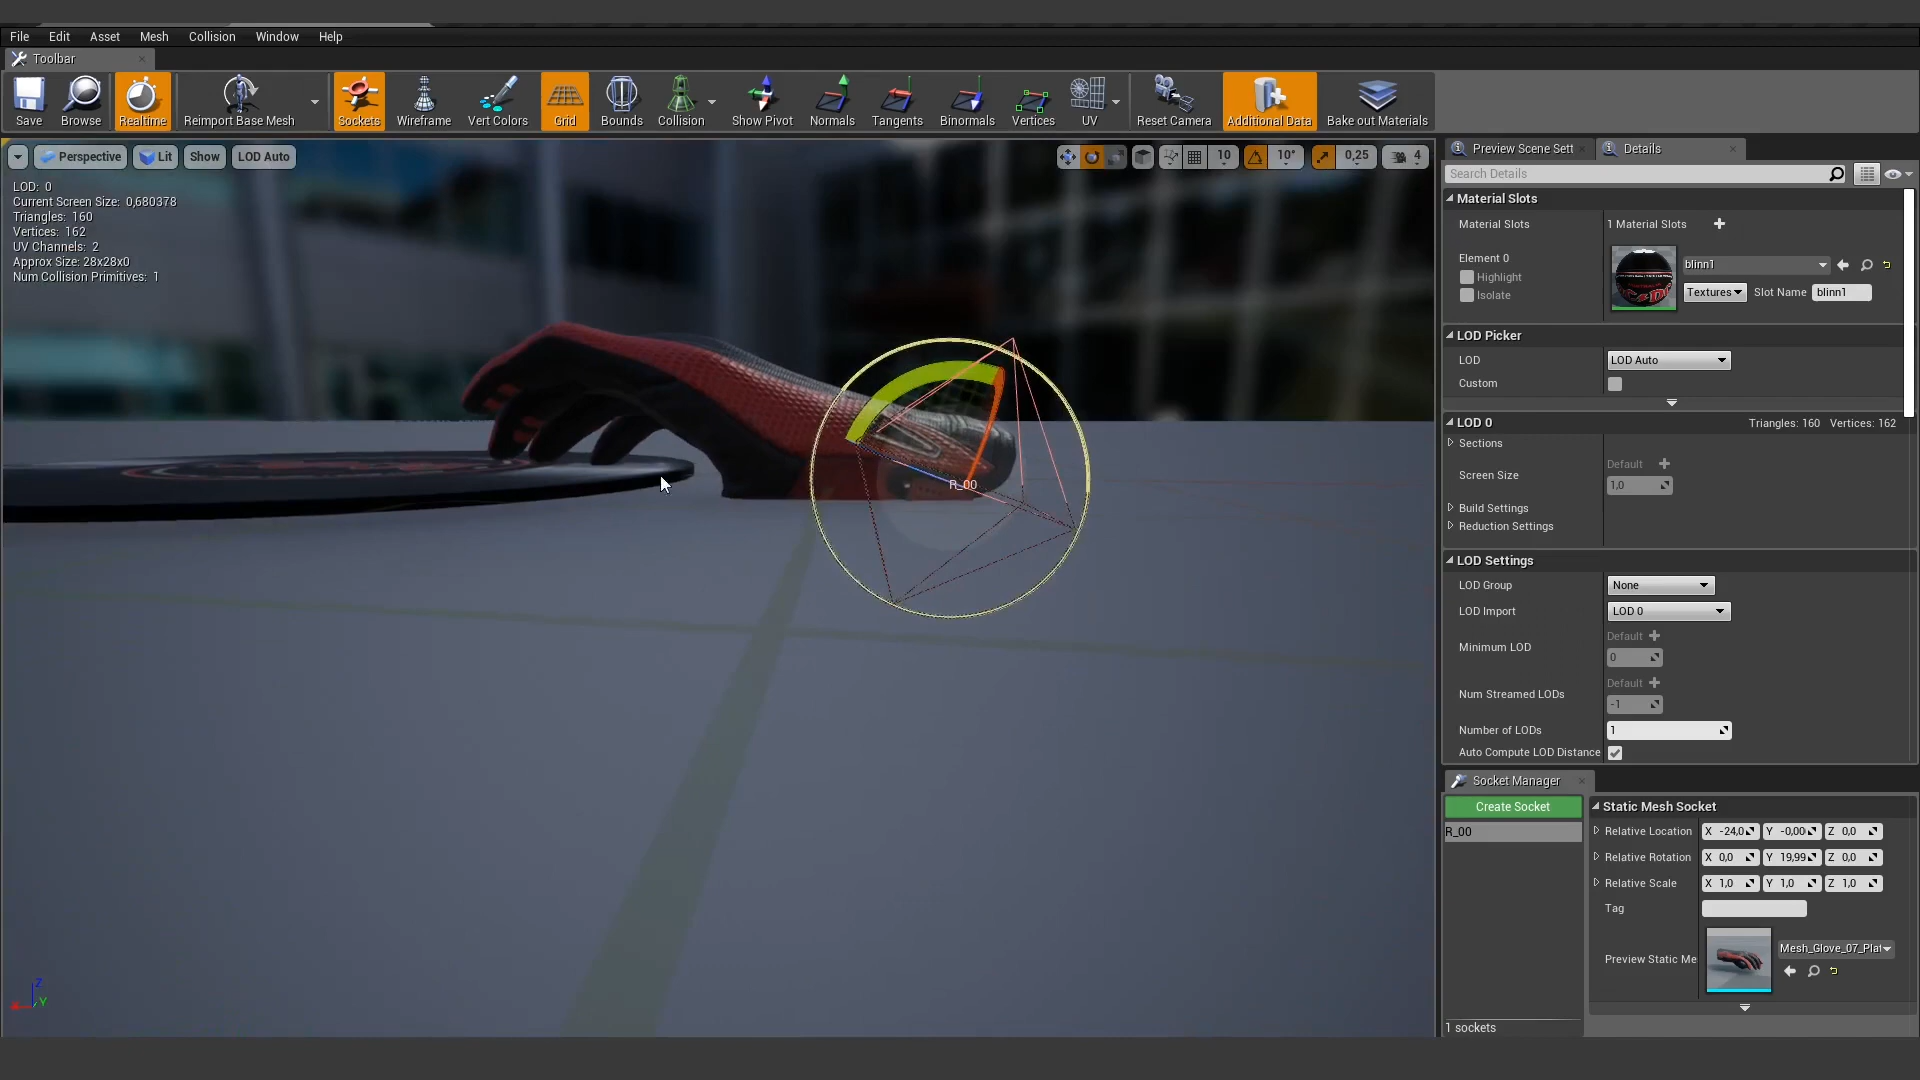 File Edit Asset Mesh Collision Window Help
Toolbar
Save Browse Realtime Reimport Base Mesh Sockets Wireframe Vert Colors Grid Bounds Collision Show Pivot Normals Tangents Binormals Vertices UV Reset Camera Additional Data Bake out Materials
Perspective Lit Show LOD Auto 10 10° 0,25 4
LOD: 0
Current Screen Size: 0,680378
Triangles: 160
Vertices: 162
UV Channels: 2
Approx Size: 28x28x0
Num Collision Primitives: 1
R_00
Z
Y
Preview Scene Sett Details
Search Details
Material Slots
Material Slots 1 Material Slots
Element 0
Highlight
Isolate
blinn1
Textures Slot Name blinn1
LOD Picker
LOD LOD Auto
Custom
LOD 0 Triangles: 160 Vertices: 162
Sections
Screen Size Default
1,0
Build Settings
Reduction Settings
LOD Settings
LOD Group None
LOD Import LOD 0
Minimum LOD Default
0
Num Streamed LODs Default
-1
Number of LODs 1
Auto Compute LOD Distance
Socket Manager
Create Socket
R_00
1 sockets
Static Mesh Socket
Relative Location X -24,0 Y -0,00 Z 0,0
Relative Rotation X 0,0 Y 19,99 Z 0,0
Relative Scale X 1,0 Y 1,0 Z 1,0
Tag
Preview Static Me Mesh_Glove_07_Plat